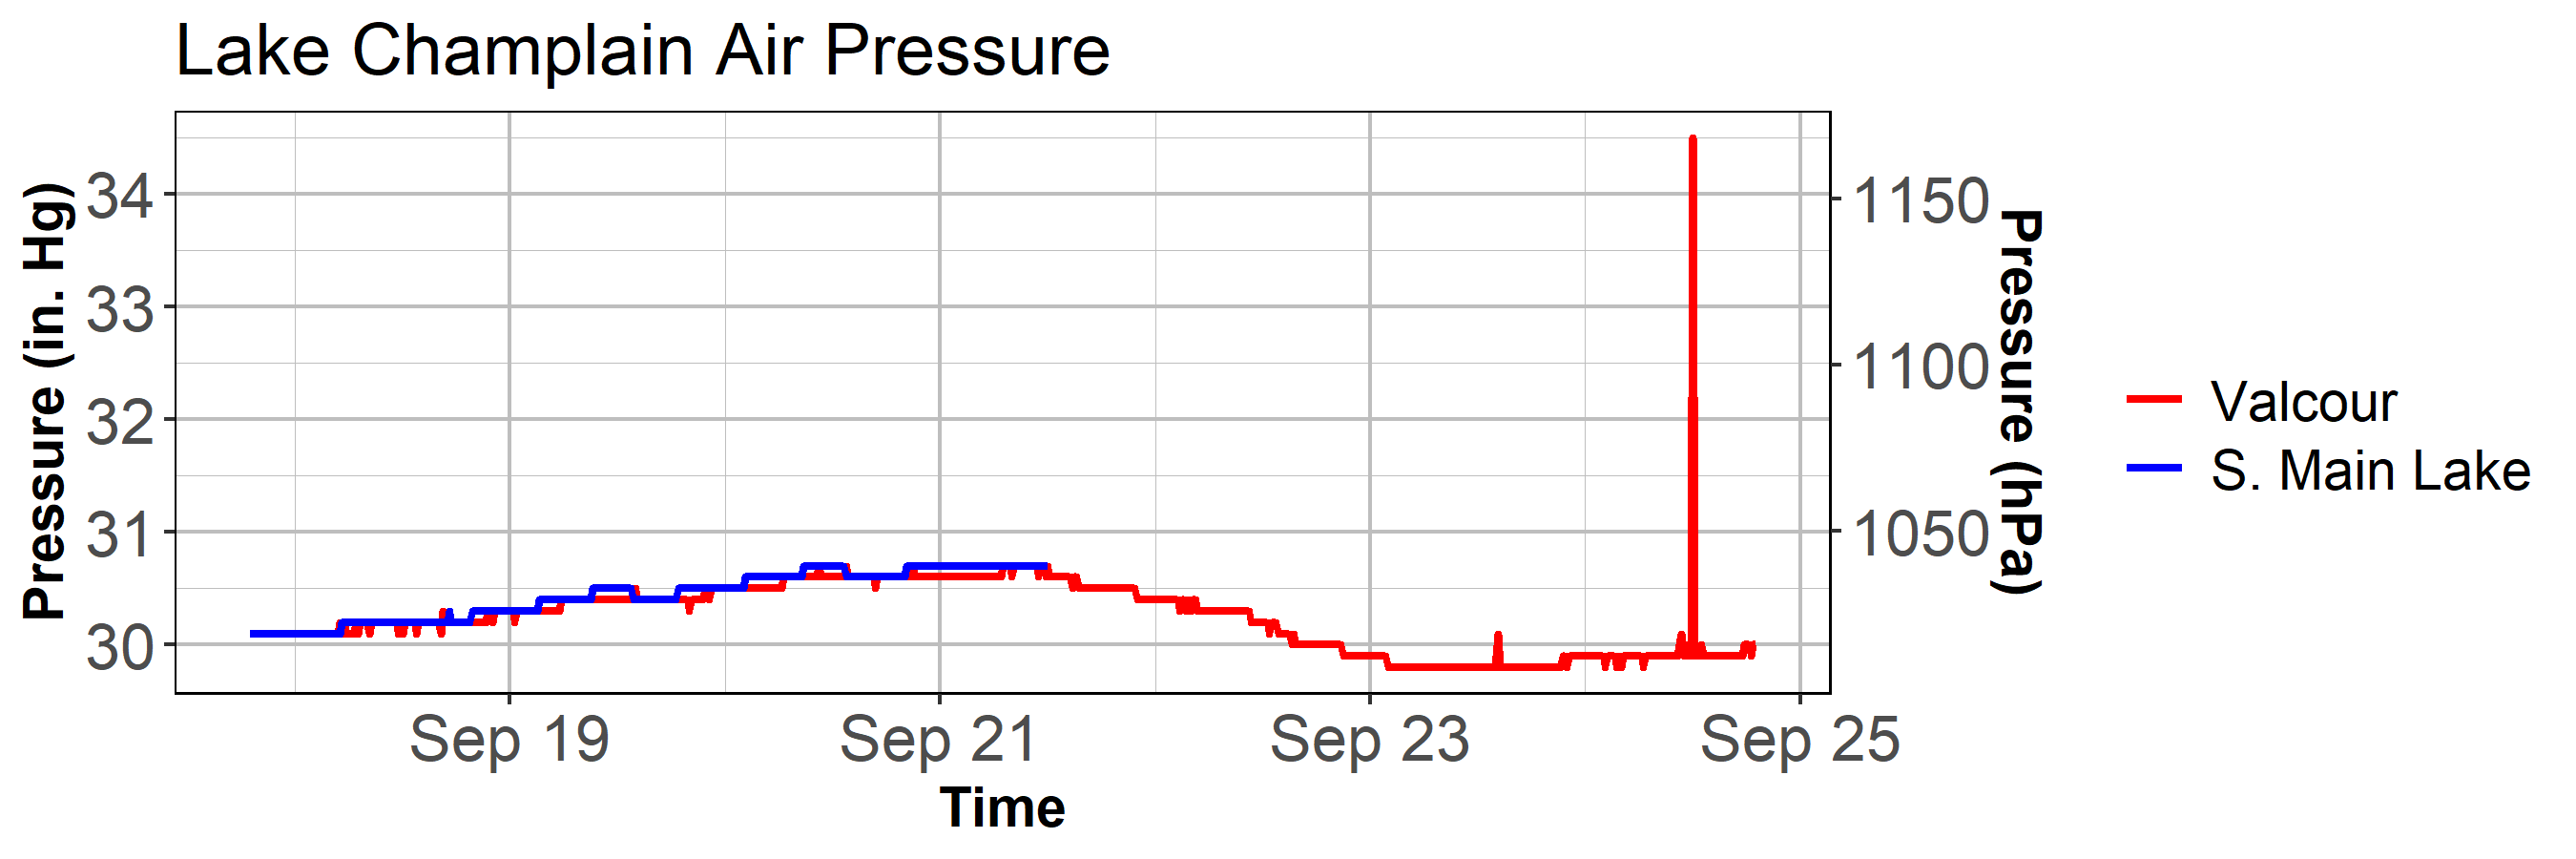 Lake Champlain Air Pressure
Pressure (in. Hg)
34
33
32
31
30
1150
1100
1050
Pressure (hPa)
Valcour
S. Main Lake
Sep 19
Sep 21
Sep 23
Sep 25
Time